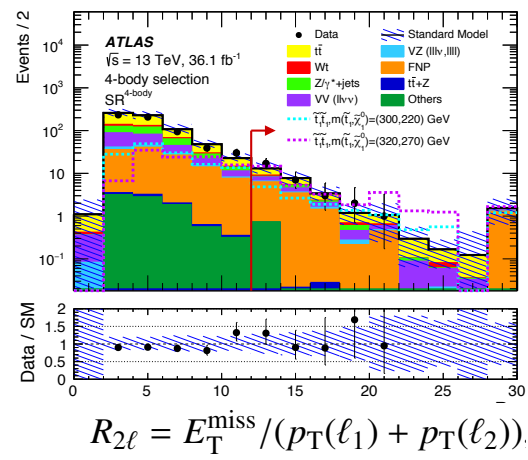 Events / 2
ATLAS
√s = 13 TeV, 36.1 fb⁻¹
4-body selection
SR⁴⁻ᵇᵒᵈʸ
Data
Standard Model
tt̄
VZ (lllν,llll)
Wt
FNP
Z/γ*+jets
tt̄+Z
VV (llνν)
Others
t̃₁t̃₁,m(t̃₁,χ̃₁⁰)=(300,220) GeV
t̃₁t̃₁,m(t̃₁,χ̃₁⁰)=(320,270) GeV
10⁵
10⁴
10³
10²
10
1
10⁻¹
Data / SM
2
1.5
1
0.5
0
0 5 10 15 20 25 30
R₂ℓ = E_T^miss/(p_T(ℓ₁) + p_T(ℓ₂)),